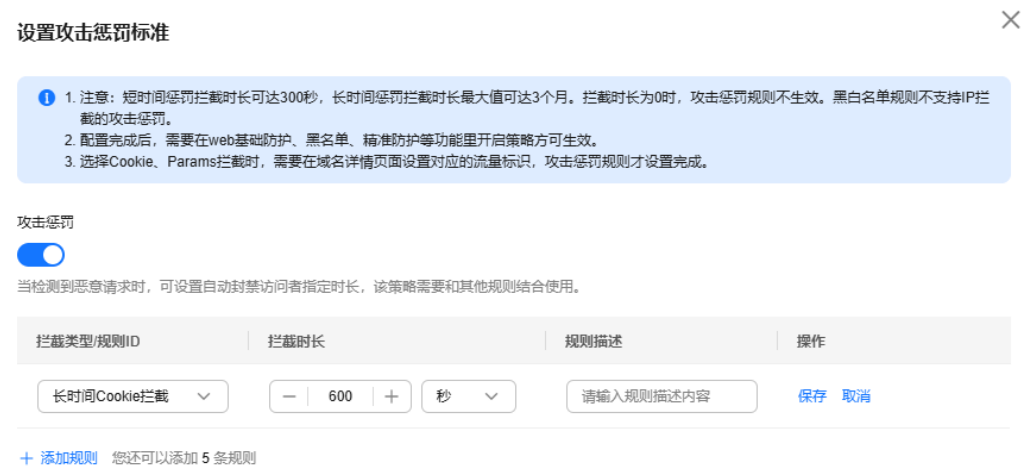 设置攻击惩罚标准
1. 注意：短时间惩罚拦截时长可达300秒，长时间惩罚拦截时长最大值可达3个月。拦截时长为0时，攻击惩罚规则不生效。黑白名单规则不支持IP拦
截的攻击惩罚。
2. 配置完成后，需要在web基础防护、黑名单、精准防护等功能里开启策略方可生效。
3. 选择Cookie、Params拦截时，需要在域名详情页面设置对应的流量标识，攻击惩罚规则才设置完成。
攻击惩罚
当检测到恶意请求时，可设置自动封禁访问者指定时长，该策略需要和其他规则结合使用。
拦截类型/规则ID 拦截时长 规则描述 操作
长时间Cookie拦截 600 秒 请输入规则描述内容 保存 取消
添加规则 您还可以添加 5 条规则